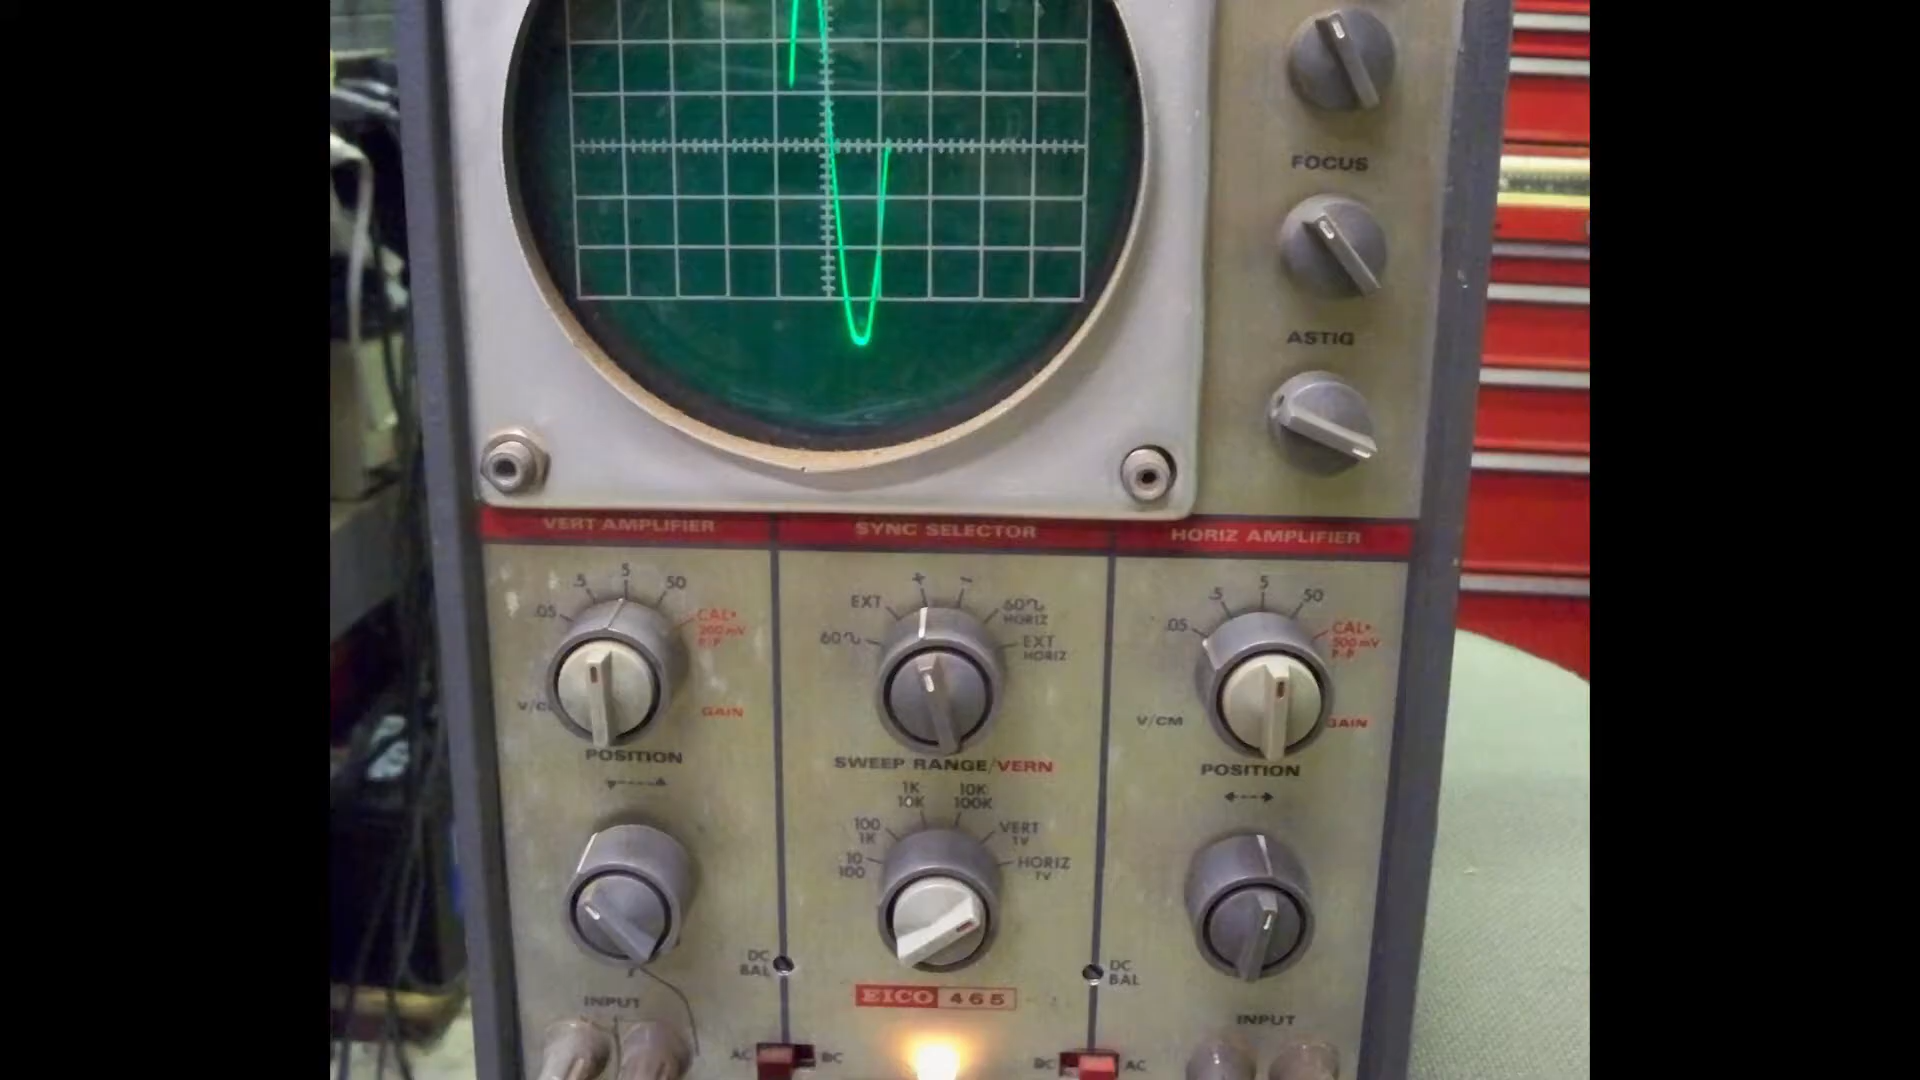 FOCUS
ASTIG
VERT AMPLIFIER
SYNC SELECTOR
HORIZ AMPLIFIER
.05 .5 5 50 CAL•
200 mV
P/P
V/C
GAIN
POSITION
60∿ EXT + - 60∿
HORIZ
EXT
HORIZ
SWEEP RANGE/VERN
.05 .5 5 50 CAL•
500 mV
P-P
V/CM
GAIN
POSITION
10
100
100
1K
1K
10K
10K
100K
VERT
TV
HORIZ
TV
DC
BAL
DC
BAL
EICO 465
INPUT
INPUT
AC DC
DC AC